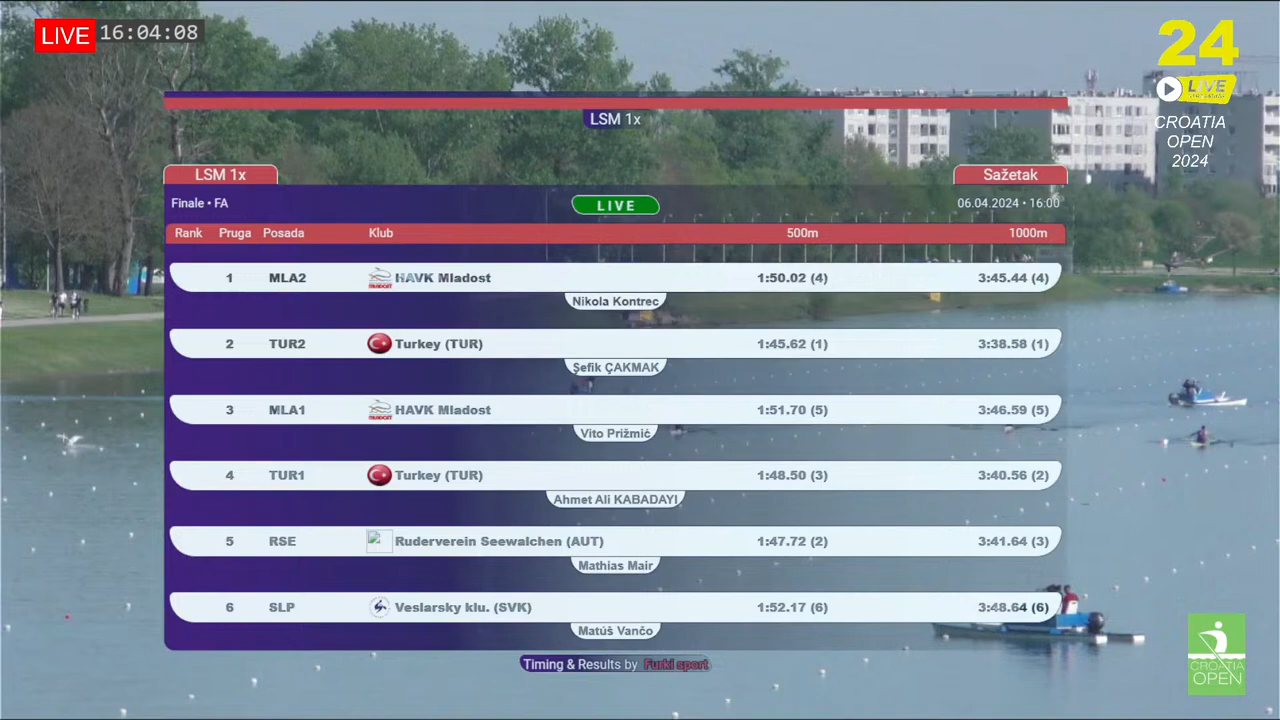 LIVE 16:04:08
24
LIVE
CROATIA
OPEN
2024
LSM 1x
LSM 1x Sažetak
Finale • FA LIVE 06.04.2024 • 16:00
Rank Pruga Posada Klub 500m 1000m
1 MLA2 HAVK Mladost 1:50.02 (4) 3:45.44 (4)
Nikola Kontrec
2 TUR2 Turkey (TUR) 1:45.62 (1) 3:38.58 (1)
Şefik ÇAKMAK
3 MLA1 HAVK Mladost 1:51.70 (5) 3:46.59 (5)
Vito Prižmić
4 TUR1 Turkey (TUR) 1:48.50 (3) 3:40.56 (2)
Ahmet Ali KABADAYI
5 RSE Ruderverein Seewalchen (AUT) 1:47.72 (2) 3:41.64 (3)
Mathias Mair
6 SLP Veslarsky klu. (SVK) 1:52.17 (6) 3:48.64 (6)
Matúš Vančo
Timing & Results by Furki sport
CROATIA
OPEN